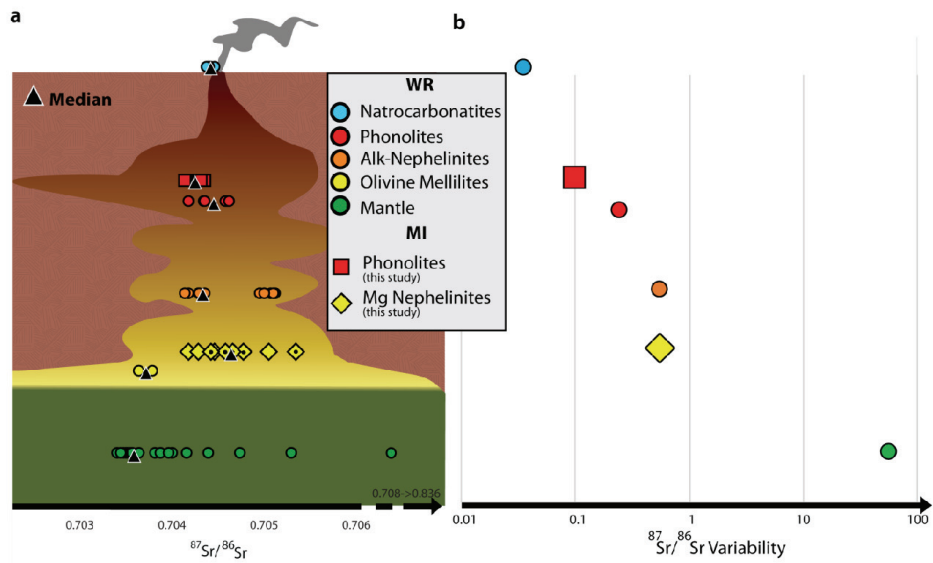 a
b
Median
WR
Natrocarbonatites
Phonolites
Alk-Nephelinites
Olivine Mellilites
Mantle
MI
Phonolites
(this study)
Mg Nephelinites
(this study)
0.708->0.836
0.703
0.704
0.705
0.706
0.01
0.1
1
10
100
87Sr/86Sr
87Sr/86Sr Variability